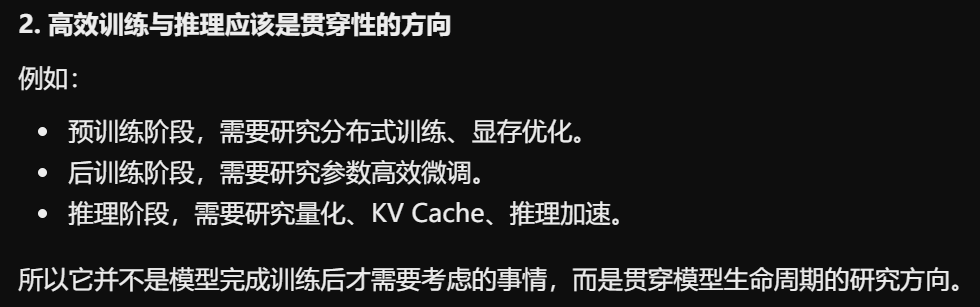 2. 高效训练与推理应该是贯穿性的方向
例如：
• 预训练阶段，需要研究分布式训练、显存优化。
• 后训练阶段，需要研究参数高效微调。
• 推理阶段，需要研究量化、KV Cache、推理加速。
所以它并不是模型完成训练后才需要考虑的事情，而是贯穿模型生命周期的研究方向。